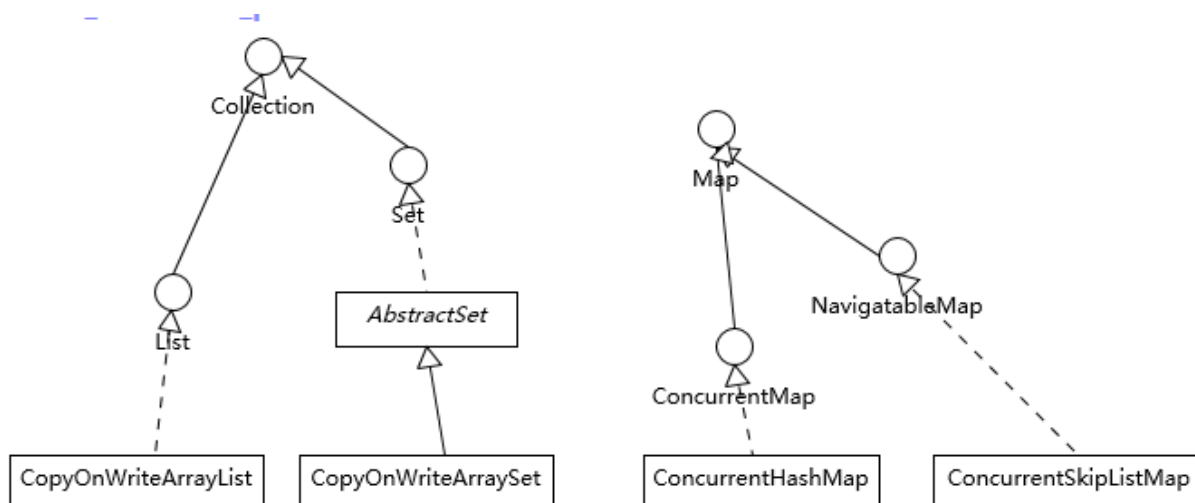 Collection
Set
Map
NavigatableMap
AbstractSet
List
ConcurrentMap
CopyOnWriteArrayList
CopyOnWriteArraySet
ConcurrentHashMap
ConcurrentSkipListMap